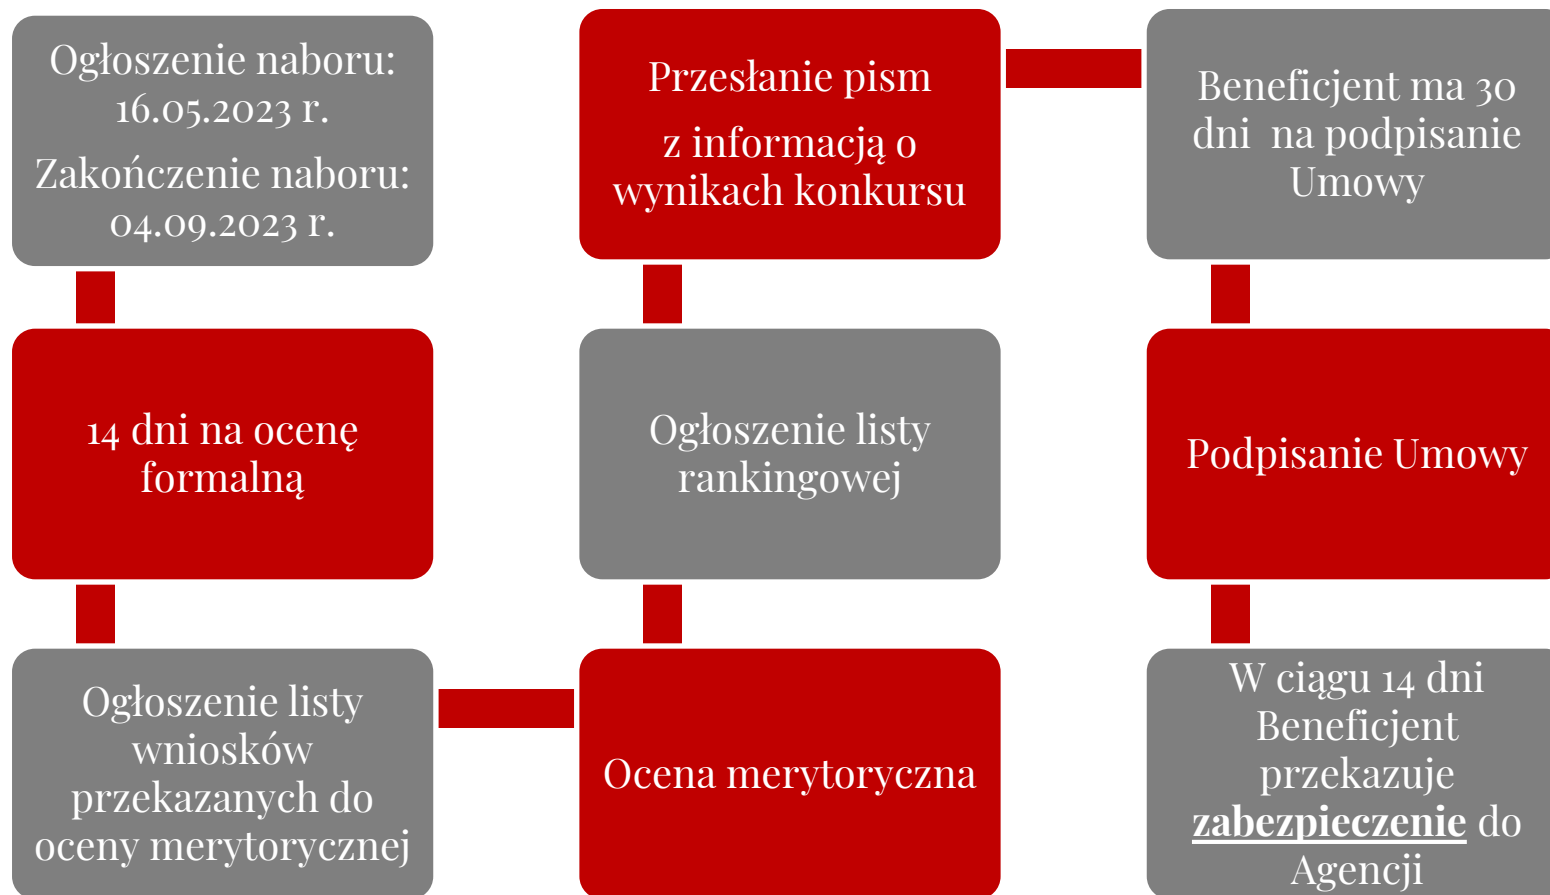 Ogłoszenie naboru:
16.05.2023 r.
Zakończenie naboru:
04.09.2023 r.
14 dni na ocenę
formalną
Ogłoszenie listy
wniosków
przekazanych do
oceny merytorycznej
Ocena merytoryczna
Ogłoszenie listy
rankingowej
Przesłanie pism
z informacją o
wynikach konkursu
Beneficjent ma 30
dni na podpisanie
Umowy
Podpisanie Umowy
W ciągu 14 dni
Beneficjent
przekazuje
zabezpieczenie do
Agencji